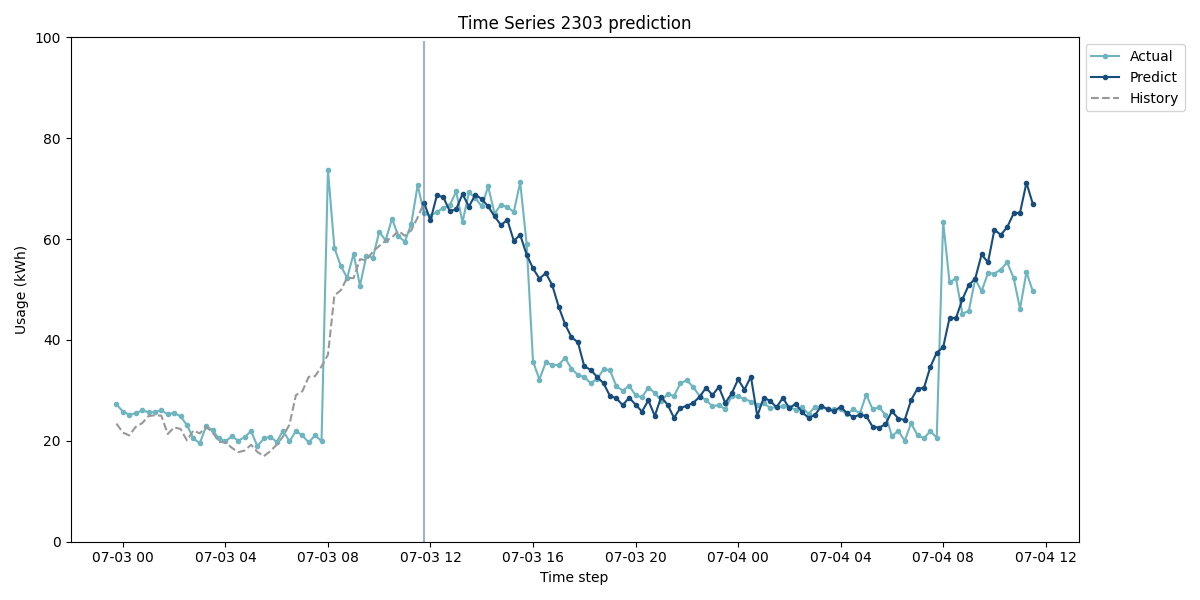 Time Series 2303 prediction
100
80
60
40
20
0
Usage (kWh)
07-03 00
07-03 04
07-03 08
07-03 12
07-03 16
07-03 20
07-04 00
07-04 04
07-04 08
07-04 12
Time step
Actual
Predict
History